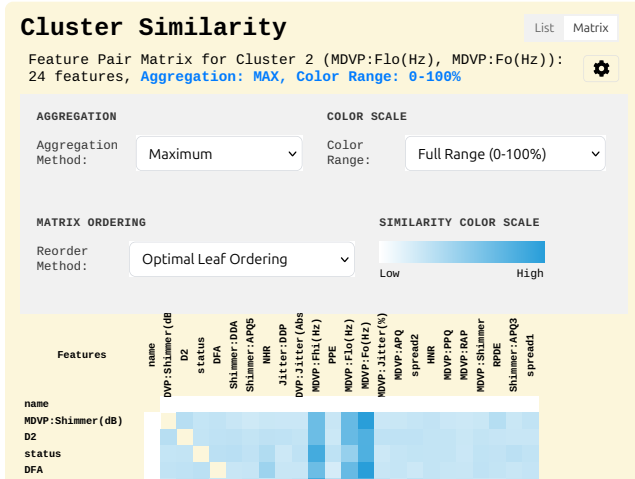 Cluster Similarity
List Matrix
Feature Pair Matrix for Cluster 2 (MDVP:Flo(Hz), MDVP:Fo(Hz)):
24 features, Aggregation: MAX, Color Range: 0-100%
AGGREGATION
COLOR SCALE
Aggregation
Method:
Maximum
Color
Range:
Full Range (0-100%)
MATRIX ORDERING
SIMILARITY COLOR SCALE
Reorder
Method:
Optimal Leaf Ordering
Low
High
Features
name
DVP:Shimmer(dB
D2
status
DFA
Shimmer:DDA
Shimmer:APQ5
NHR
Jitter:DDP
DVP:Jitter(Abs
MDVP:Fhi(Hz)
PPE
MDVP:Flo(Hz)
MDVP:Fo(Hz)
MDVP:Jitter(%)
MDVP:APQ
spread2
HNR
MDVP:PPQ
MDVP:RAP
MDVP:Shimmer
RPDE
Shimmer:APQ3
spread1
name
MDVP:Shimmer(dB)
D2
status
DFA